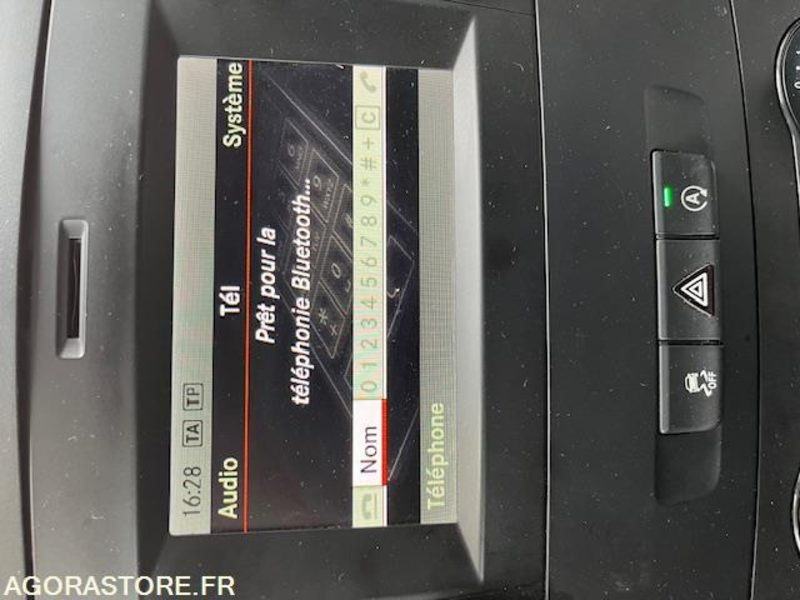 16:28 TA TP
Audio Tél Système
Prêt pour la
téléphonie Bluetooth...
Nom 0 1 2 3 4 5 6 7 8 9 * # + C
Téléphone
OFF
A
AGORASTORE.FR